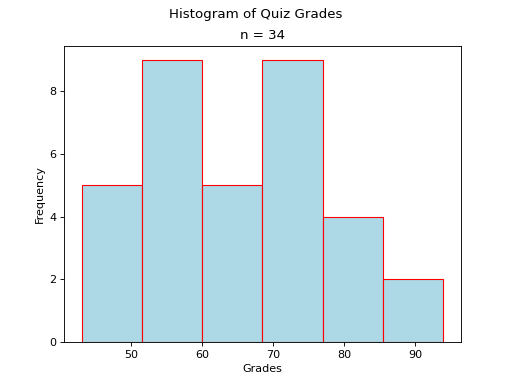 Histogram of Quiz Grades
n = 34
8
6
4
2
0
Frequency
50 60 70 80 90
Grades